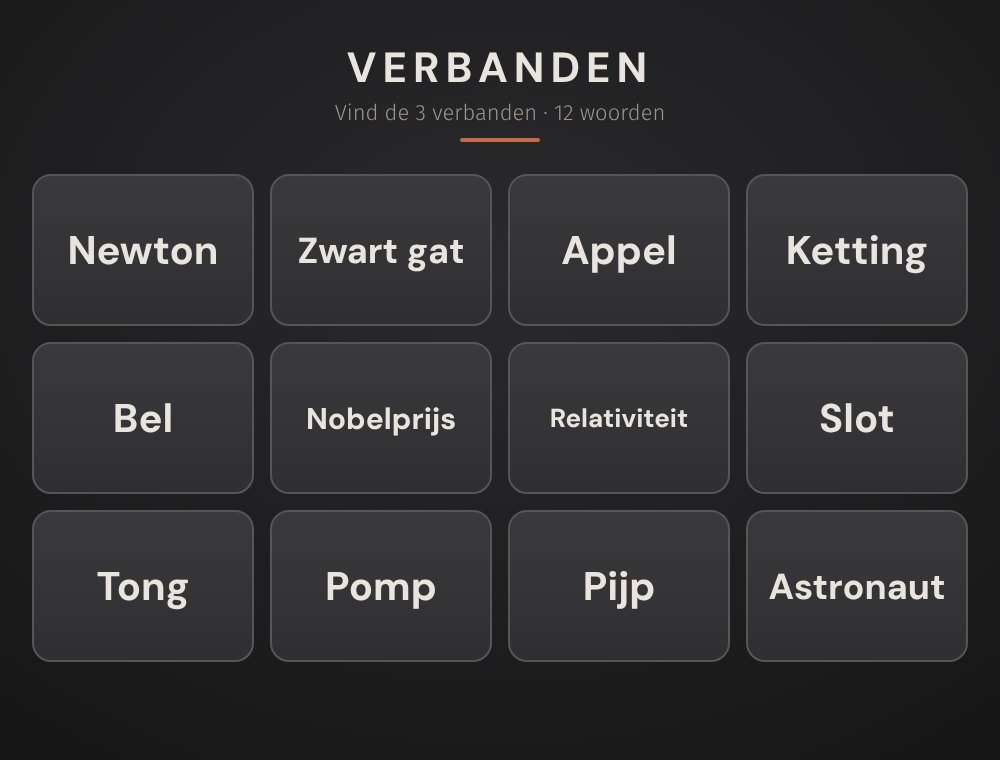 VERBANDEN
Vind de 3 verbanden · 12 woorden
Newton
Zwart gat
Appel
Ketting
Bel
Nobelprijs
Relativiteit
Slot
Tong
Pomp
Pijp
Astronaut